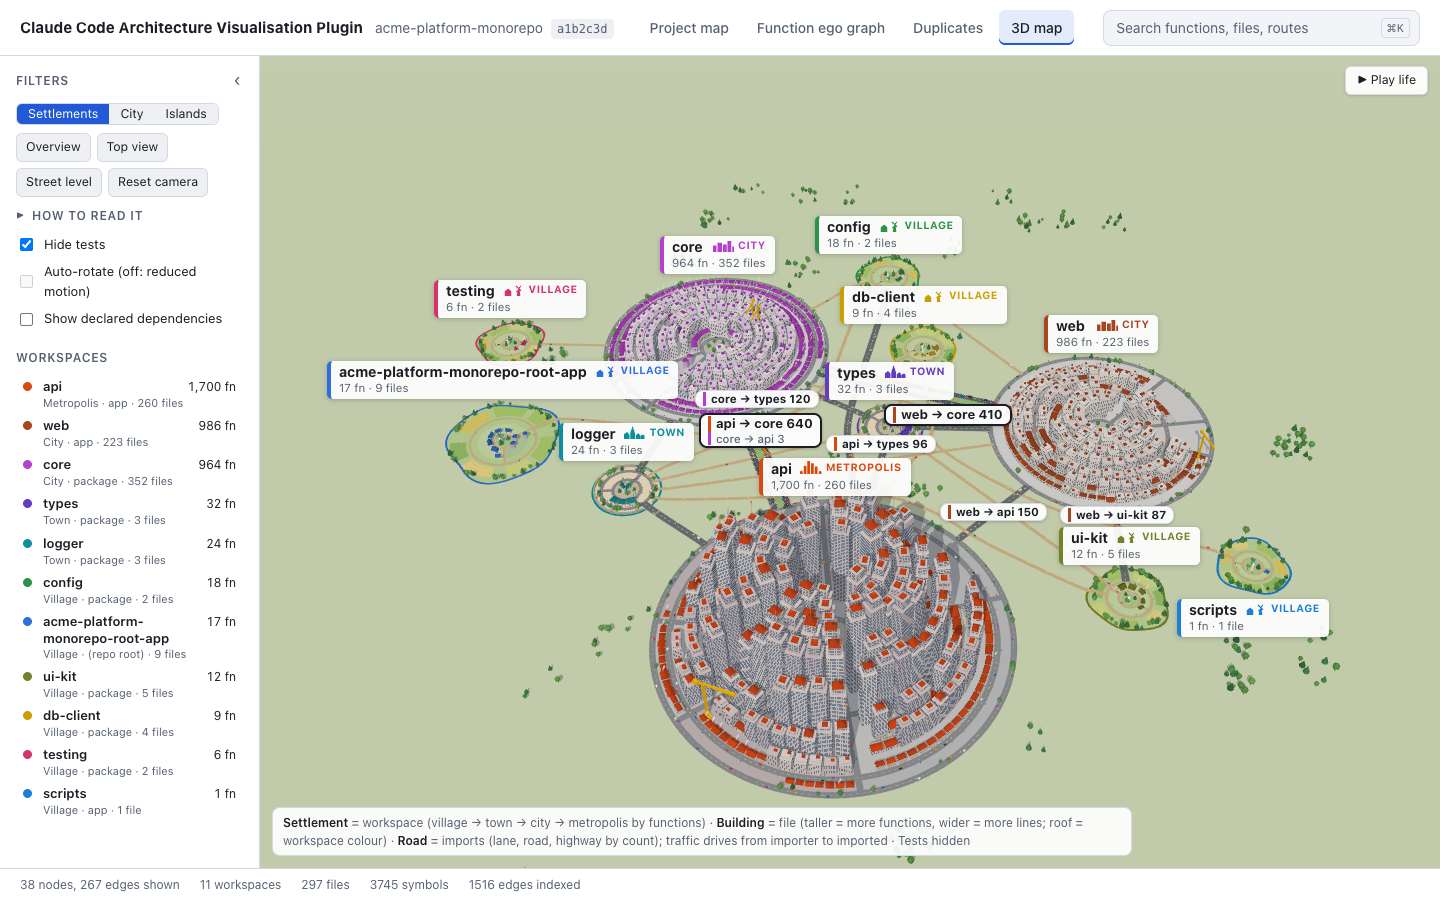 Claude Code Architecture Visualisation Plugin
acme-platform-monorepo
a1b2c3d
Project map
Function ego graph
Duplicates
3D map
Search functions, files, routes
⌘K
FILTERS
Settlements
City
Islands
Overview
Top view
Street level
Reset camera
HOW TO READ IT
Hide tests
Auto-rotate (off: reduced
motion)
Show declared dependencies
WORKSPACES
api 1,700 fn
Metropolis · app · 260 files
web 986 fn
City · app · 223 files
core 964 fn
City · package · 352 files
types 32 fn
Town · package · 3 files
logger 24 fn
Town · package · 3 files
config 18 fn
Village · package · 2 files
acme-platform- 17 fn
monorepo-root-app
Village · (repo root) · 9 files
ui-kit 12 fn
Village · package · 5 files
db-client 9 fn
Village · package · 4 files
testing 6 fn
Village · package · 2 files
scripts 1 fn
Village · app · 1 file
Play life
config VILLAGE
18 fn · 2 files
core CITY
964 fn · 352 files
testing VILLAGE
6 fn · 2 files
db-client VILLAGE
9 fn · 4 files
web CITY
986 fn · 223 files
acme-platform-monorepo-root-app VILLAGE
17 fn · 9 files
types TOWN
32 fn · 3 files
core → types 120
web → core 410
api → core 640
core → api 3
api → types 96
logger TOWN
24 fn · 3 files
api METROPOLIS
1,700 fn · 260 files
web → api 150
web → ui-kit 87
ui-kit VILLAGE
12 fn · 5 files
scripts VILLAGE
1 fn · 1 file
Settlement = workspace (village → town → city → metropolis by functions) · Building = file (taller = more functions, wider = more lines; roof =
workspace colour) · Road = imports (lane, road, highway by count); traffic drives from importer to imported · Tests hidden
38 nodes, 267 edges shown
11 workspaces
297 files
3745 symbols
1516 edges indexed